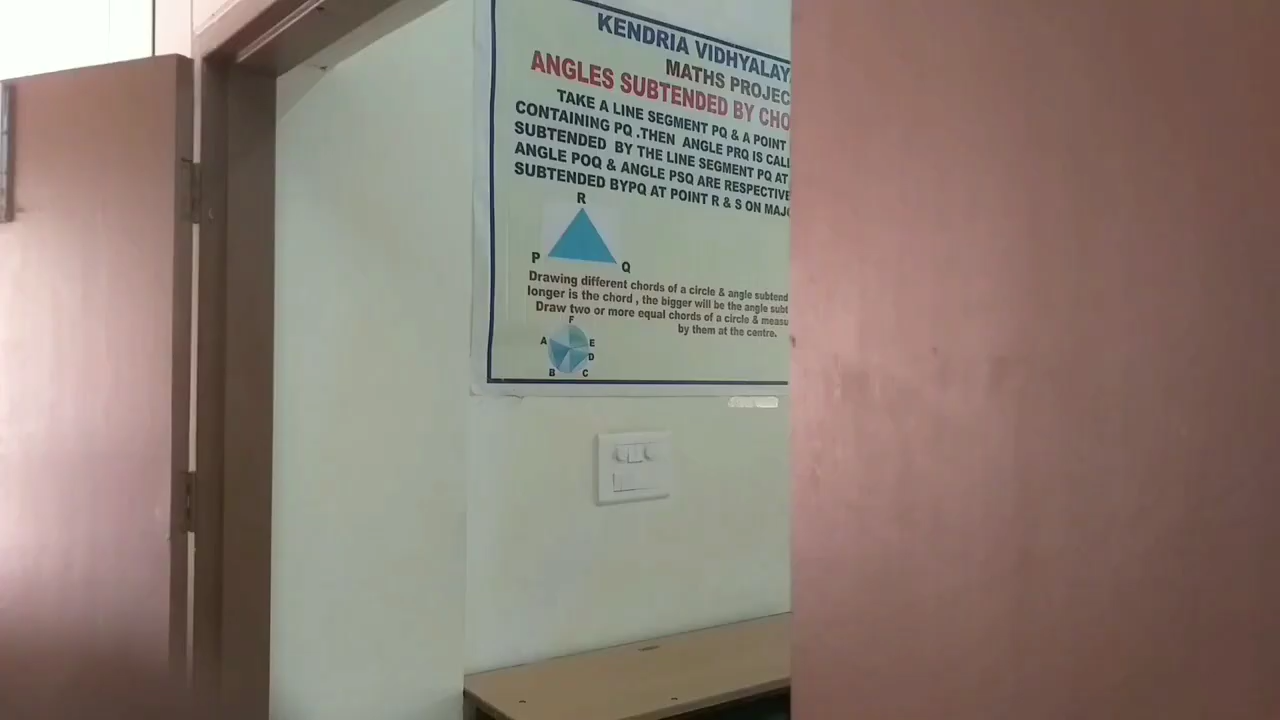 KENDRIA VIDHYALAY
MATHS PROJEC
ANGLES SUBTENDED BY CHO
TAKE A LINE SEGMENT PQ & A POINT
CONTAINING PQ .THEN ANGLE PRQ IS CALL
SUBTENDED BY THE LINE SEGMENT PQ AT
ANGLE POQ & ANGLE PSQ ARE RESPECTIVE
SUBTENDED BYPQ AT POINT R & S ON MAJO
R
P
Q
Drawing different chords of a circle & angle subtend
longer is the chord , the bigger will be the angle subt
Draw two or more equal chords of a circle & measu
by them at the centre.
F
A
E
D
B
C